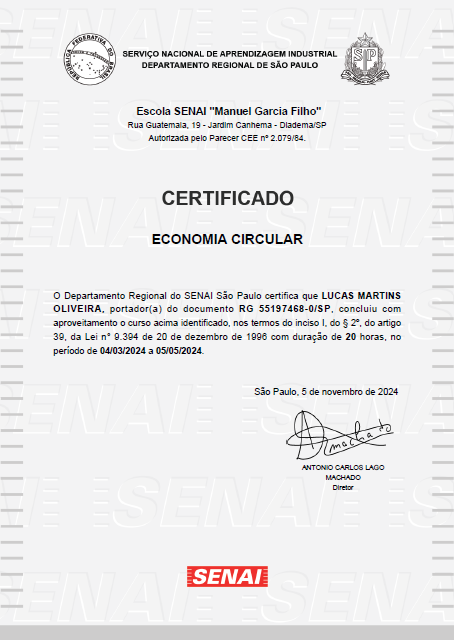 REPÚBLICA FEDERATIVA DO BRASIL
SERVIÇO NACIONAL DE APRENDIZAGEM INDUSTRIAL
DEPARTAMENTO REGIONAL DE SÃO PAULO
SP
Escola SENAI "Manuel Garcia Filho"
Rua Guatemala, 19 - Jardim Canhema - Diadema/SP
Autorizada pelo Parecer CEE nº 2.079/84.
CERTIFICADO
ECONOMIA CIRCULAR
O Departamento Regional do SENAI São Paulo certifica que LUCAS MARTINS
OLIVEIRA, portador(a) do documento RG 55197468-0/SP, concluiu com
aproveitamento o curso acima identificado, nos termos do inciso I, do § 2º, do artigo
39, da Lei n° 9.394 de 20 de dezembro de 1996 com duração de 20 horas, no
período de 04/03/2024 a 05/05/2024.
São Paulo, 5 de novembro de 2024
Amachado
ANTONIO CARLOS LAGO
MACHADO
Diretor
SENAI